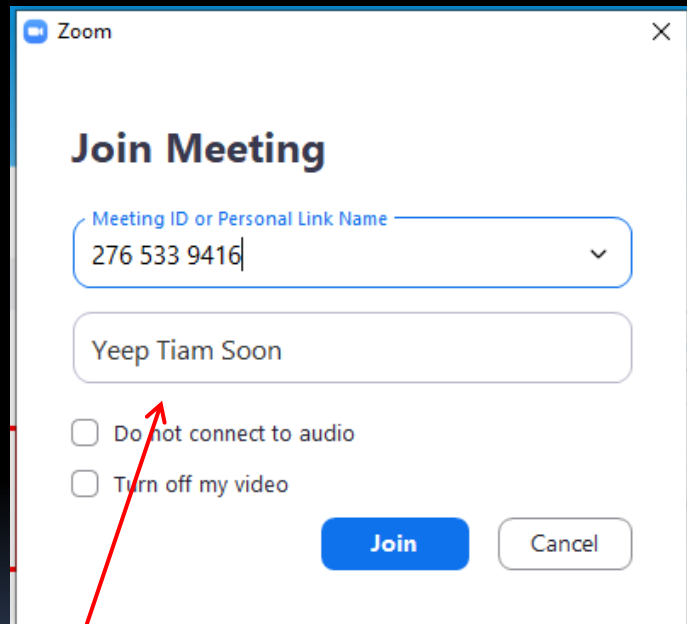 Zoom
Join Meeting
Meeting ID or Personal Link Name
276 533 9416
Yeep Tiam Soon
Do not connect to audio
Turn off my video
Join Cancel